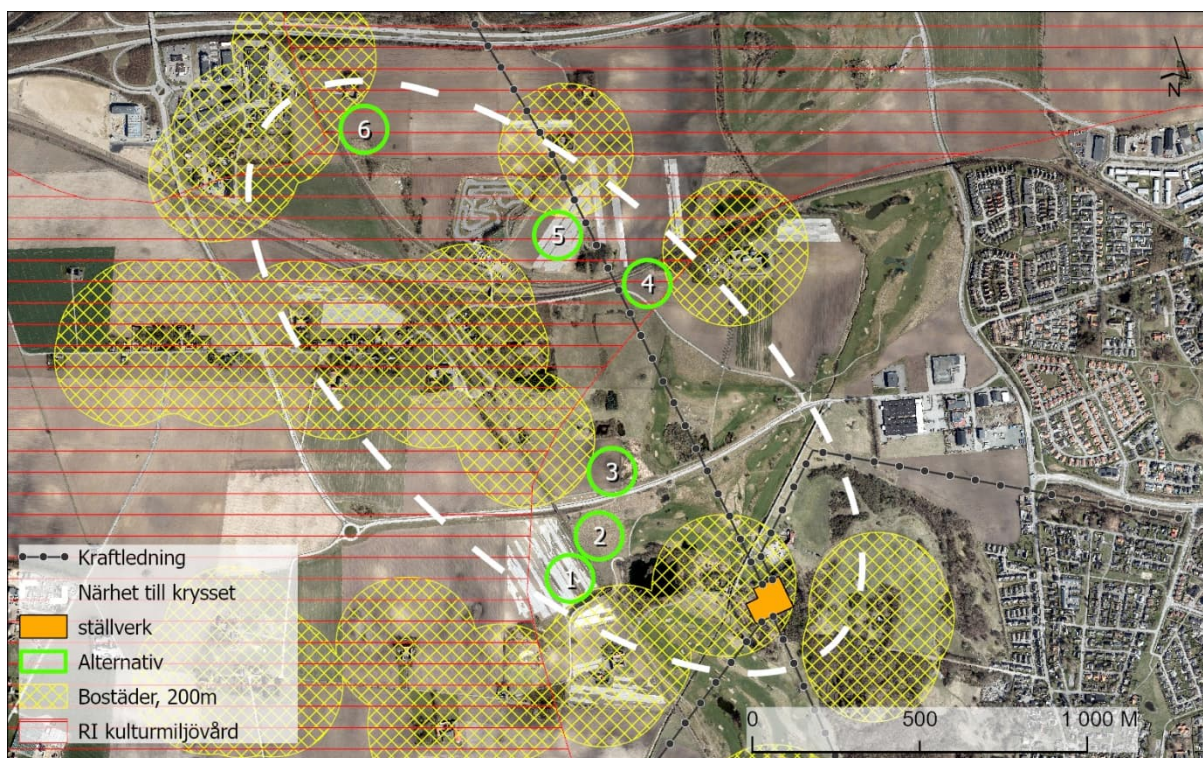 N
6
5
4
3
2
1
Kraftledning
Närhet till krysset
ställverk
Alternativ
Bostäder, 200m
RI kulturmiljövård
0 500 1 000 M